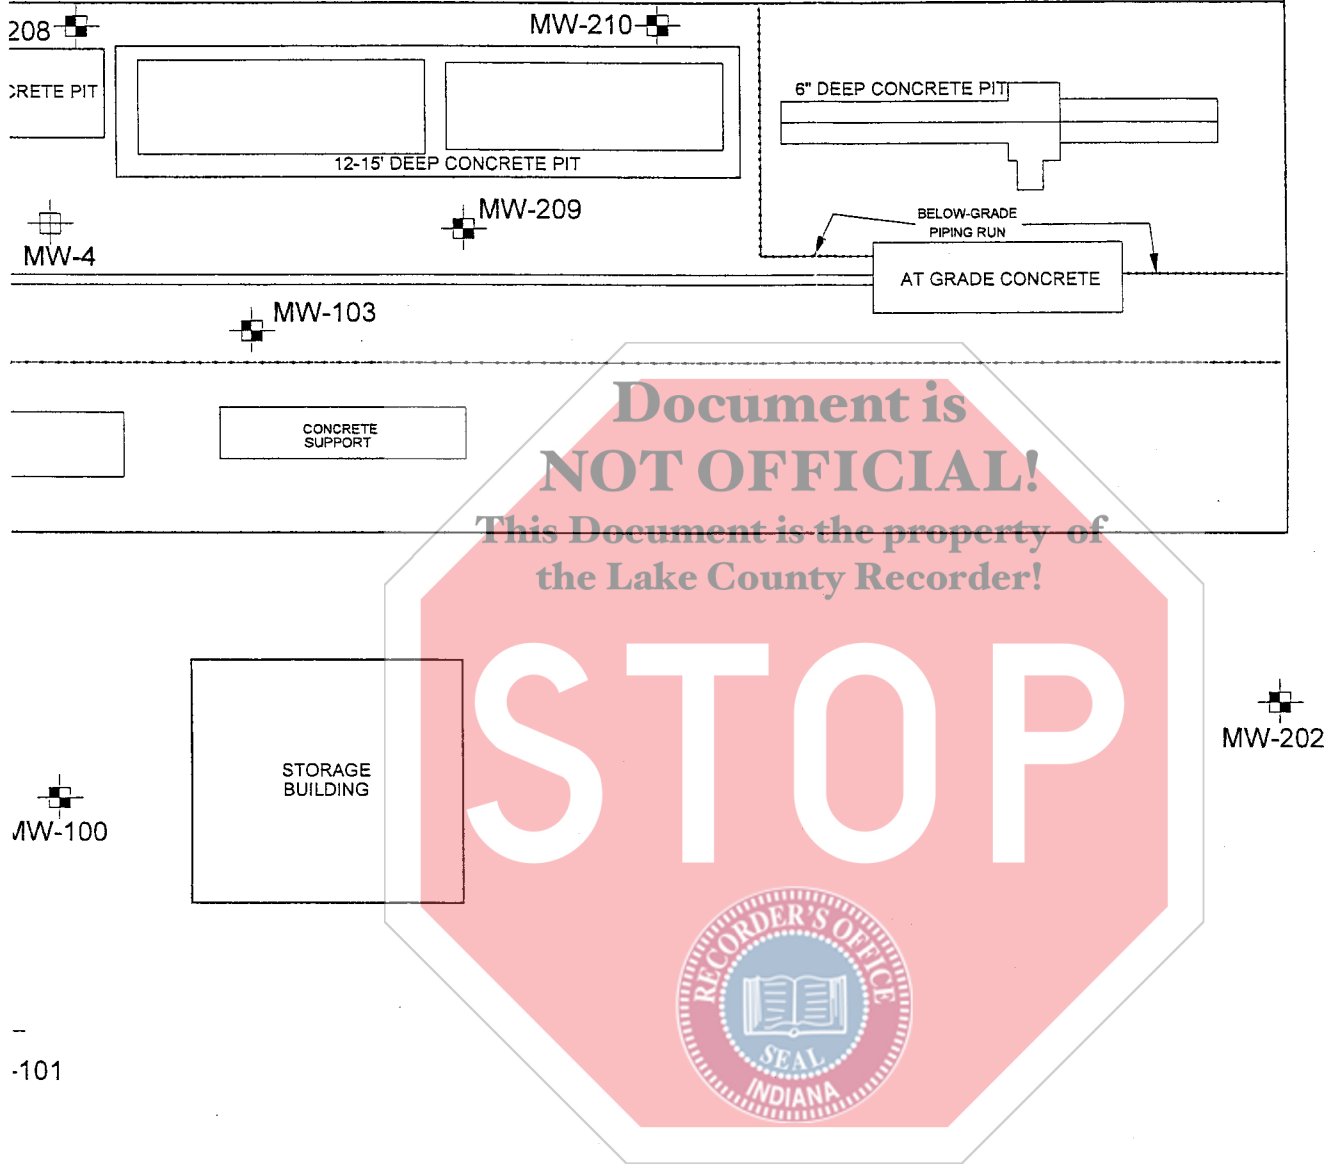 208
MW-210
CRETE PIT
6" DEEP CONCRETE PIT
12-15' DEEP CONCRETE PIT
MW-209
MW-4
BELOW-GRADE
PIPING RUN
AT GRADE CONCRETE
MW-103
CONCRETE
SUPPORT
Document is
NOT OFFICIAL!
This Document is the property of
the Lake County Recorder!
STOP
MW-202
STORAGE
BUILDING
MW-100
RECORDER'S OFFICE
SEAL
INDIANA
-101